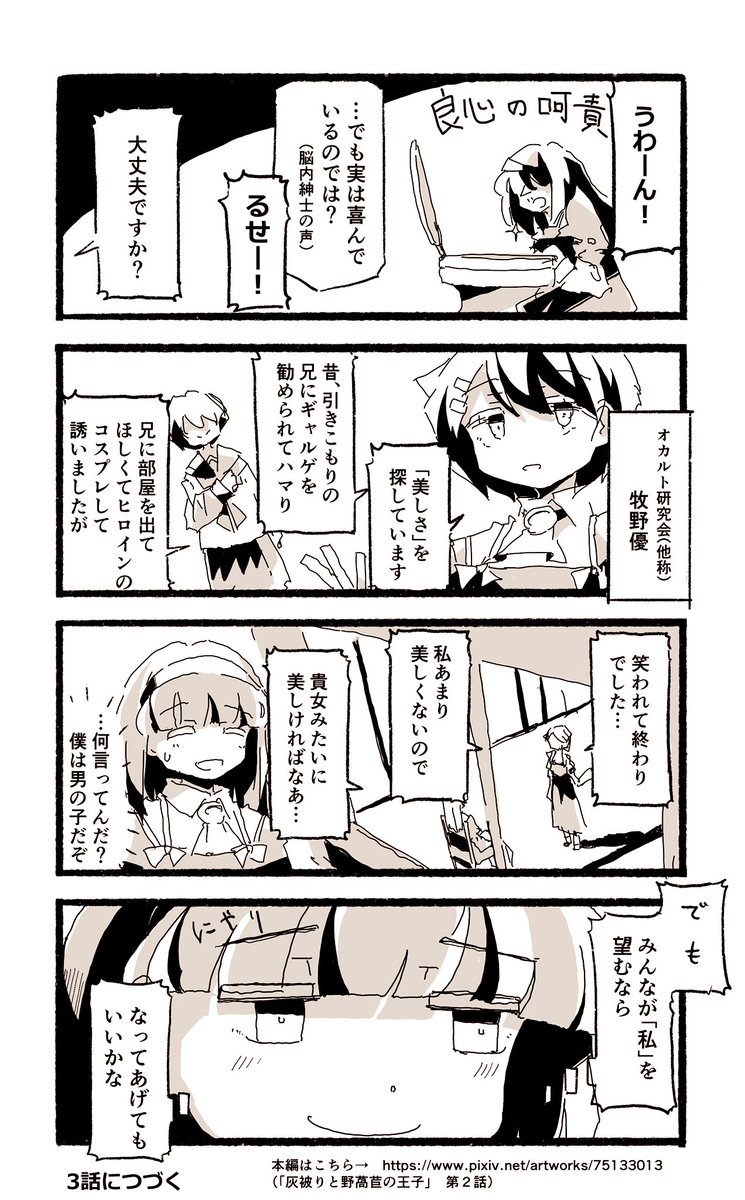 うわーん！
良心の呵責
…でも実は喜んで
いるのでは？
（脳内紳士の声）
るせー！
大丈夫ですか？
オカルト研究会（他称）
牧野優
「美しさ」を
探しています
昔、引きこもりの
兄にギャルゲを
勧められてハマり
兄に部屋を出て
ほしくてヒロインの
コスプレして
誘いましたが
笑われて終わり
でした…
私あまり
美しくないので
貴女みたいに
美しければなあ…
…何言ってんだ？
僕は男の子だぞ
でも
みんなが「私」を
望むなら
にやり
なってあげても
いいかな
3話につづく
本編はこちら→ https://www.pixiv.net/artworks/75133013
（「灰被りと野萵苣の王子」 第２話）